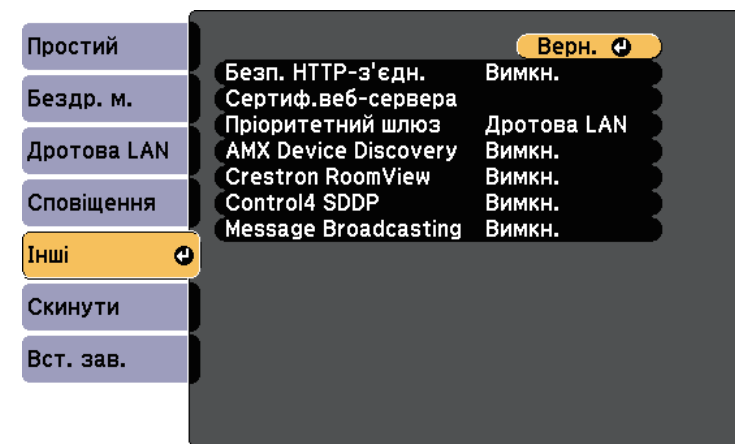 Простий
Бездр. м.
Дротова LAN
Сповіщення
Інші
Скинути
Вст. зав.
Верн.
Безп. HTTP-з'єдн. Вимкн.
Сертиф.веб-сервера
Пріоритетний шлюз Дротова LAN
AMX Device Discovery Вимкн.
Crestron RoomView Вимкн.
Control4 SDDP Вимкн.
Message Broadcasting Вимкн.